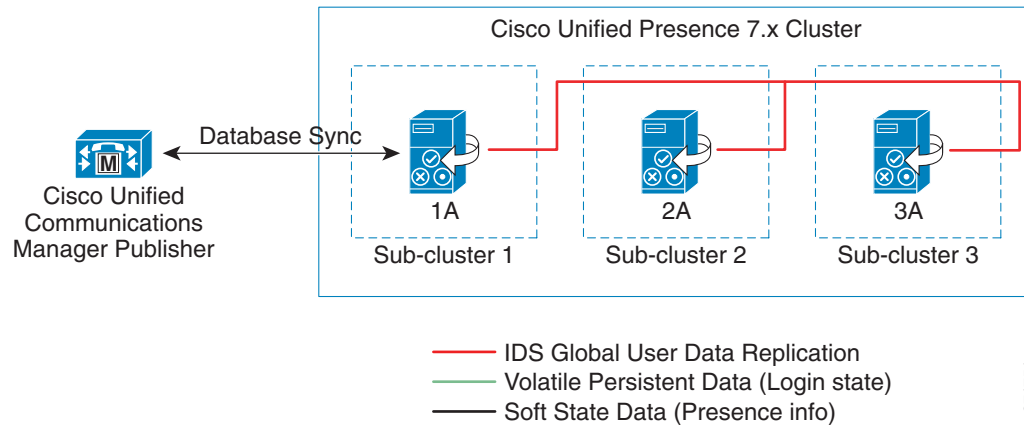 Cisco Unified Presence 7.x Cluster
Database Sync
M
Cisco Unified
Communications
Manager Publisher
1A
2A
3A
Sub-cluster 1
Sub-cluster 2
Sub-cluster 3
IDS Global User Data Replication
Volatile Persistent Data (Login state)
Soft State Data (Presence info)